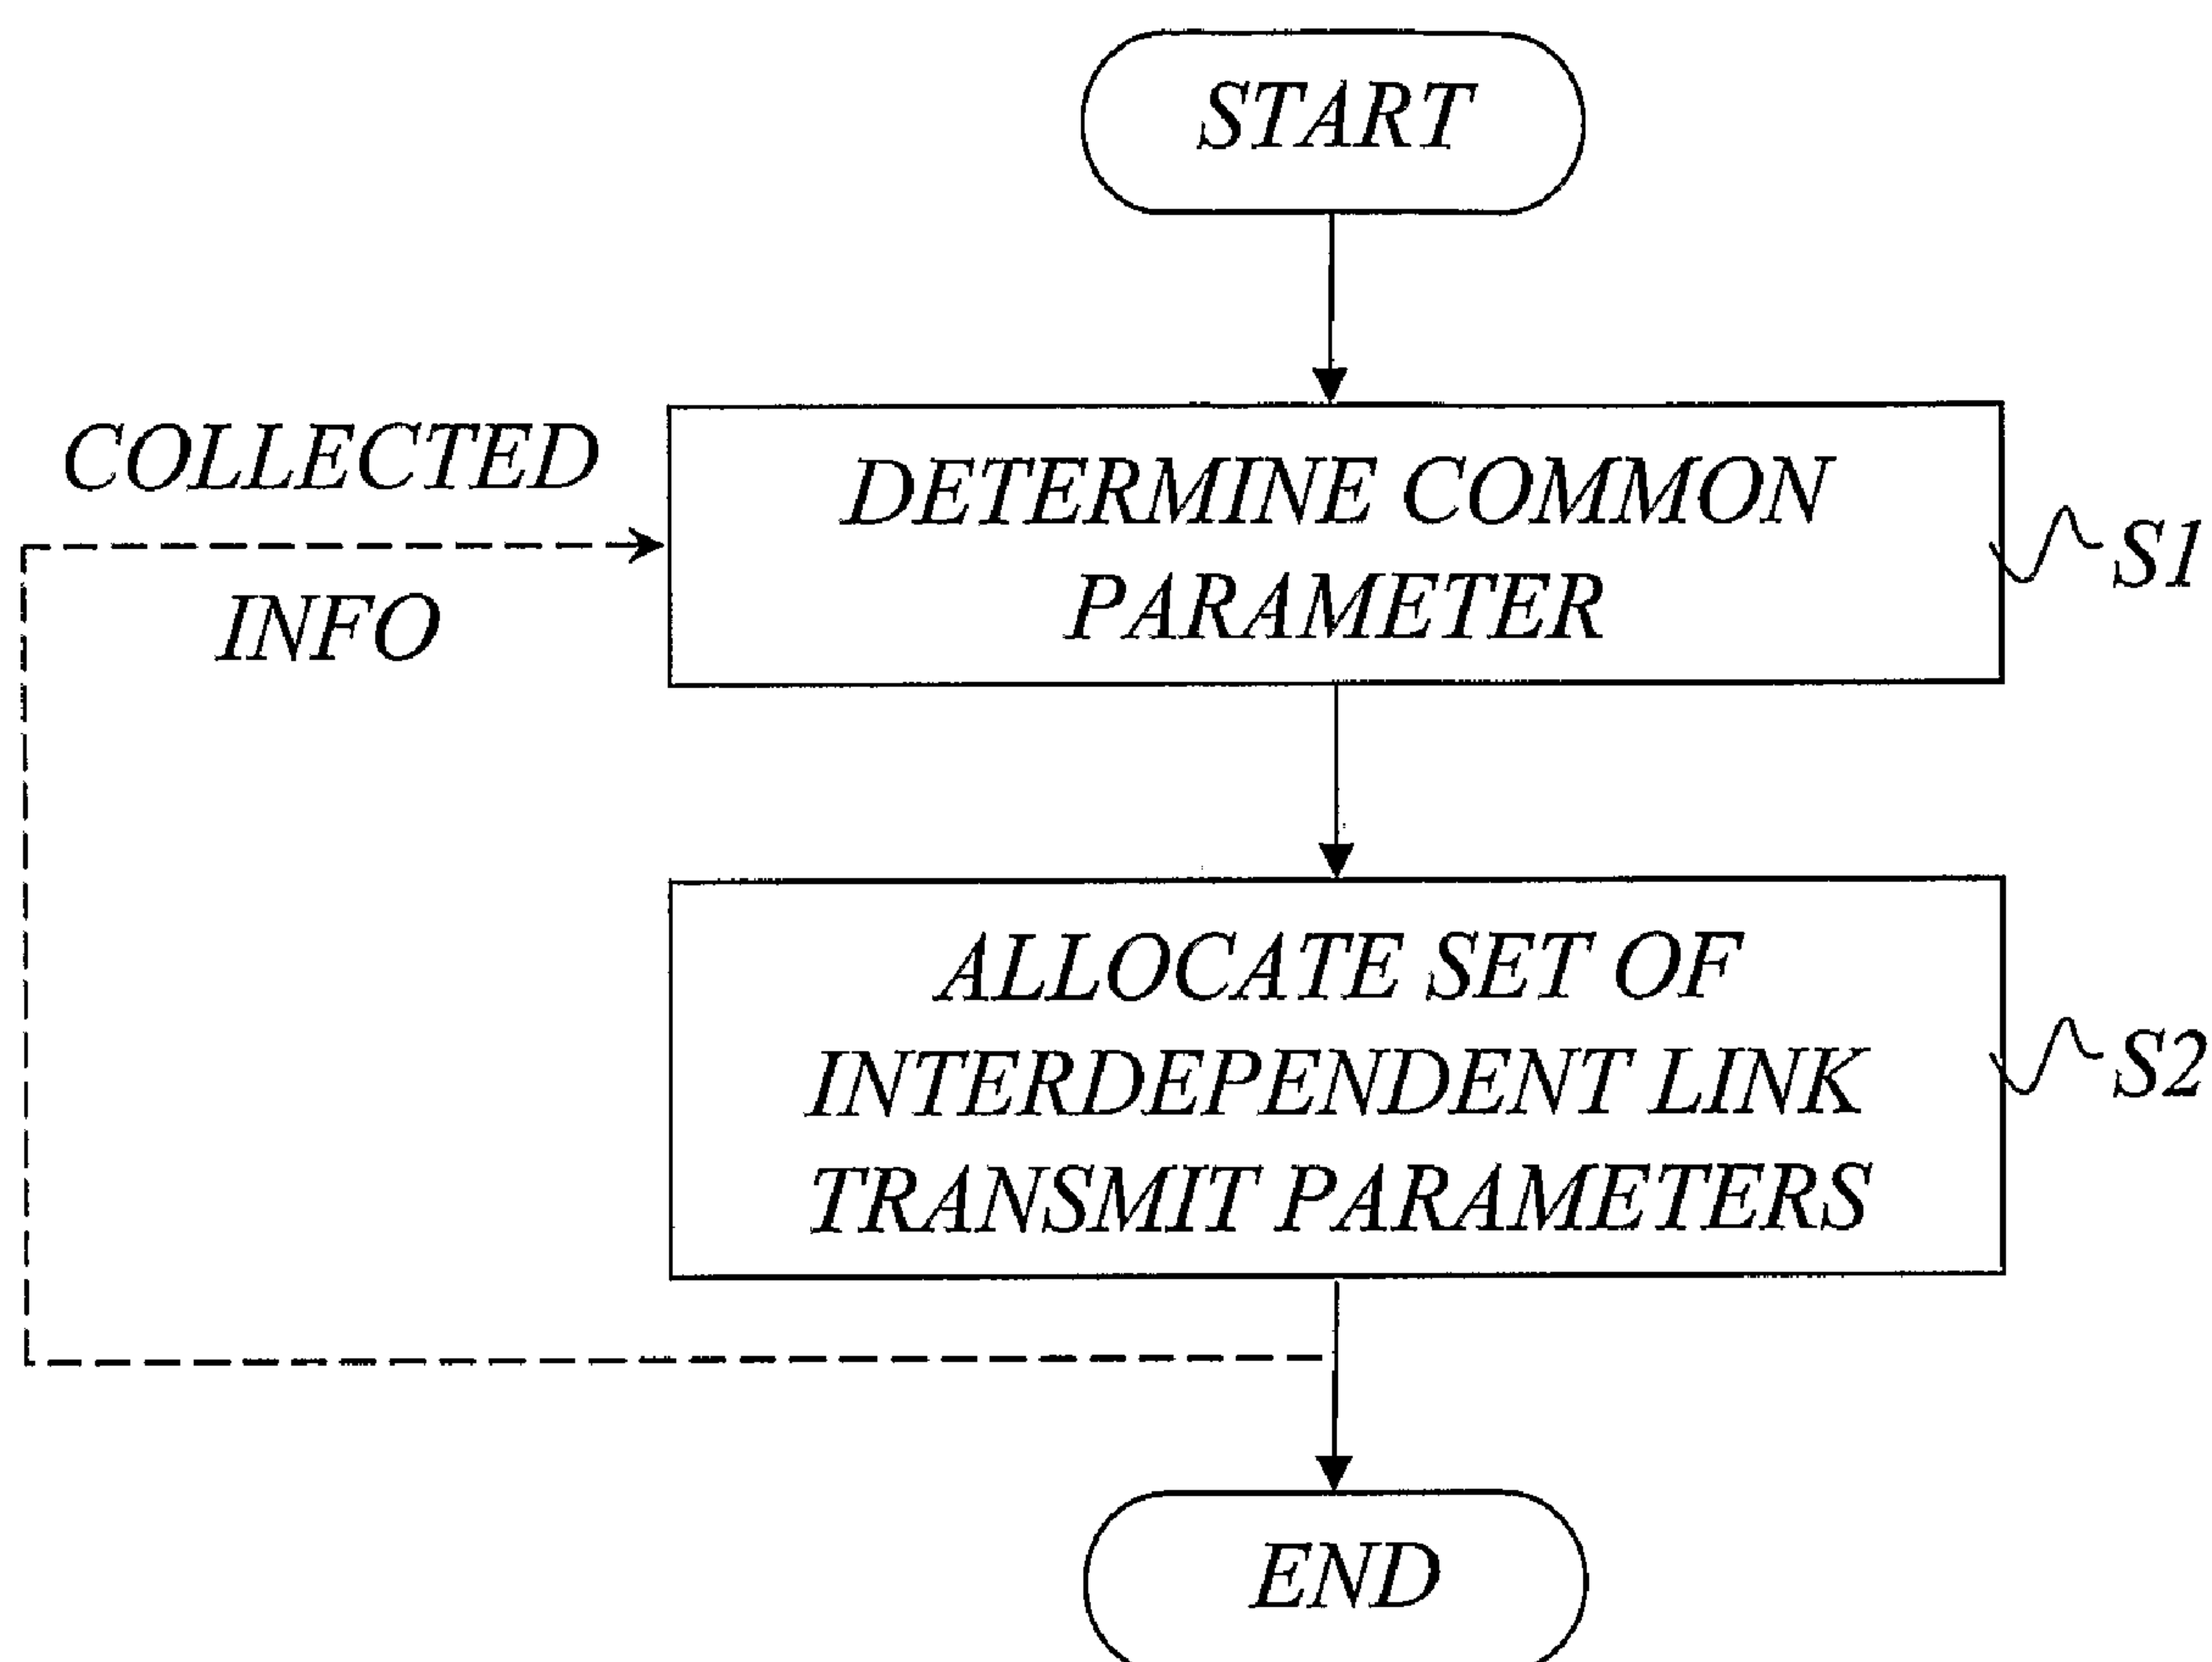 START
COLLECTED
INFO
DETERMINE COMMON
PARAMETER
S1
ALLOCATE SET OF
INTERDEPENDENT LINK
TRANSMIT PARAMETERS
S2
END